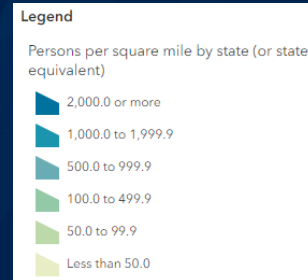 Legend
Persons per square mile by state (or state
equivalent)
2,000.0 or more
1,000.0 to 1,999.9
500.0 to 999.9
100.0 to 499.9
50.0 to 99.9
Less than 50.0